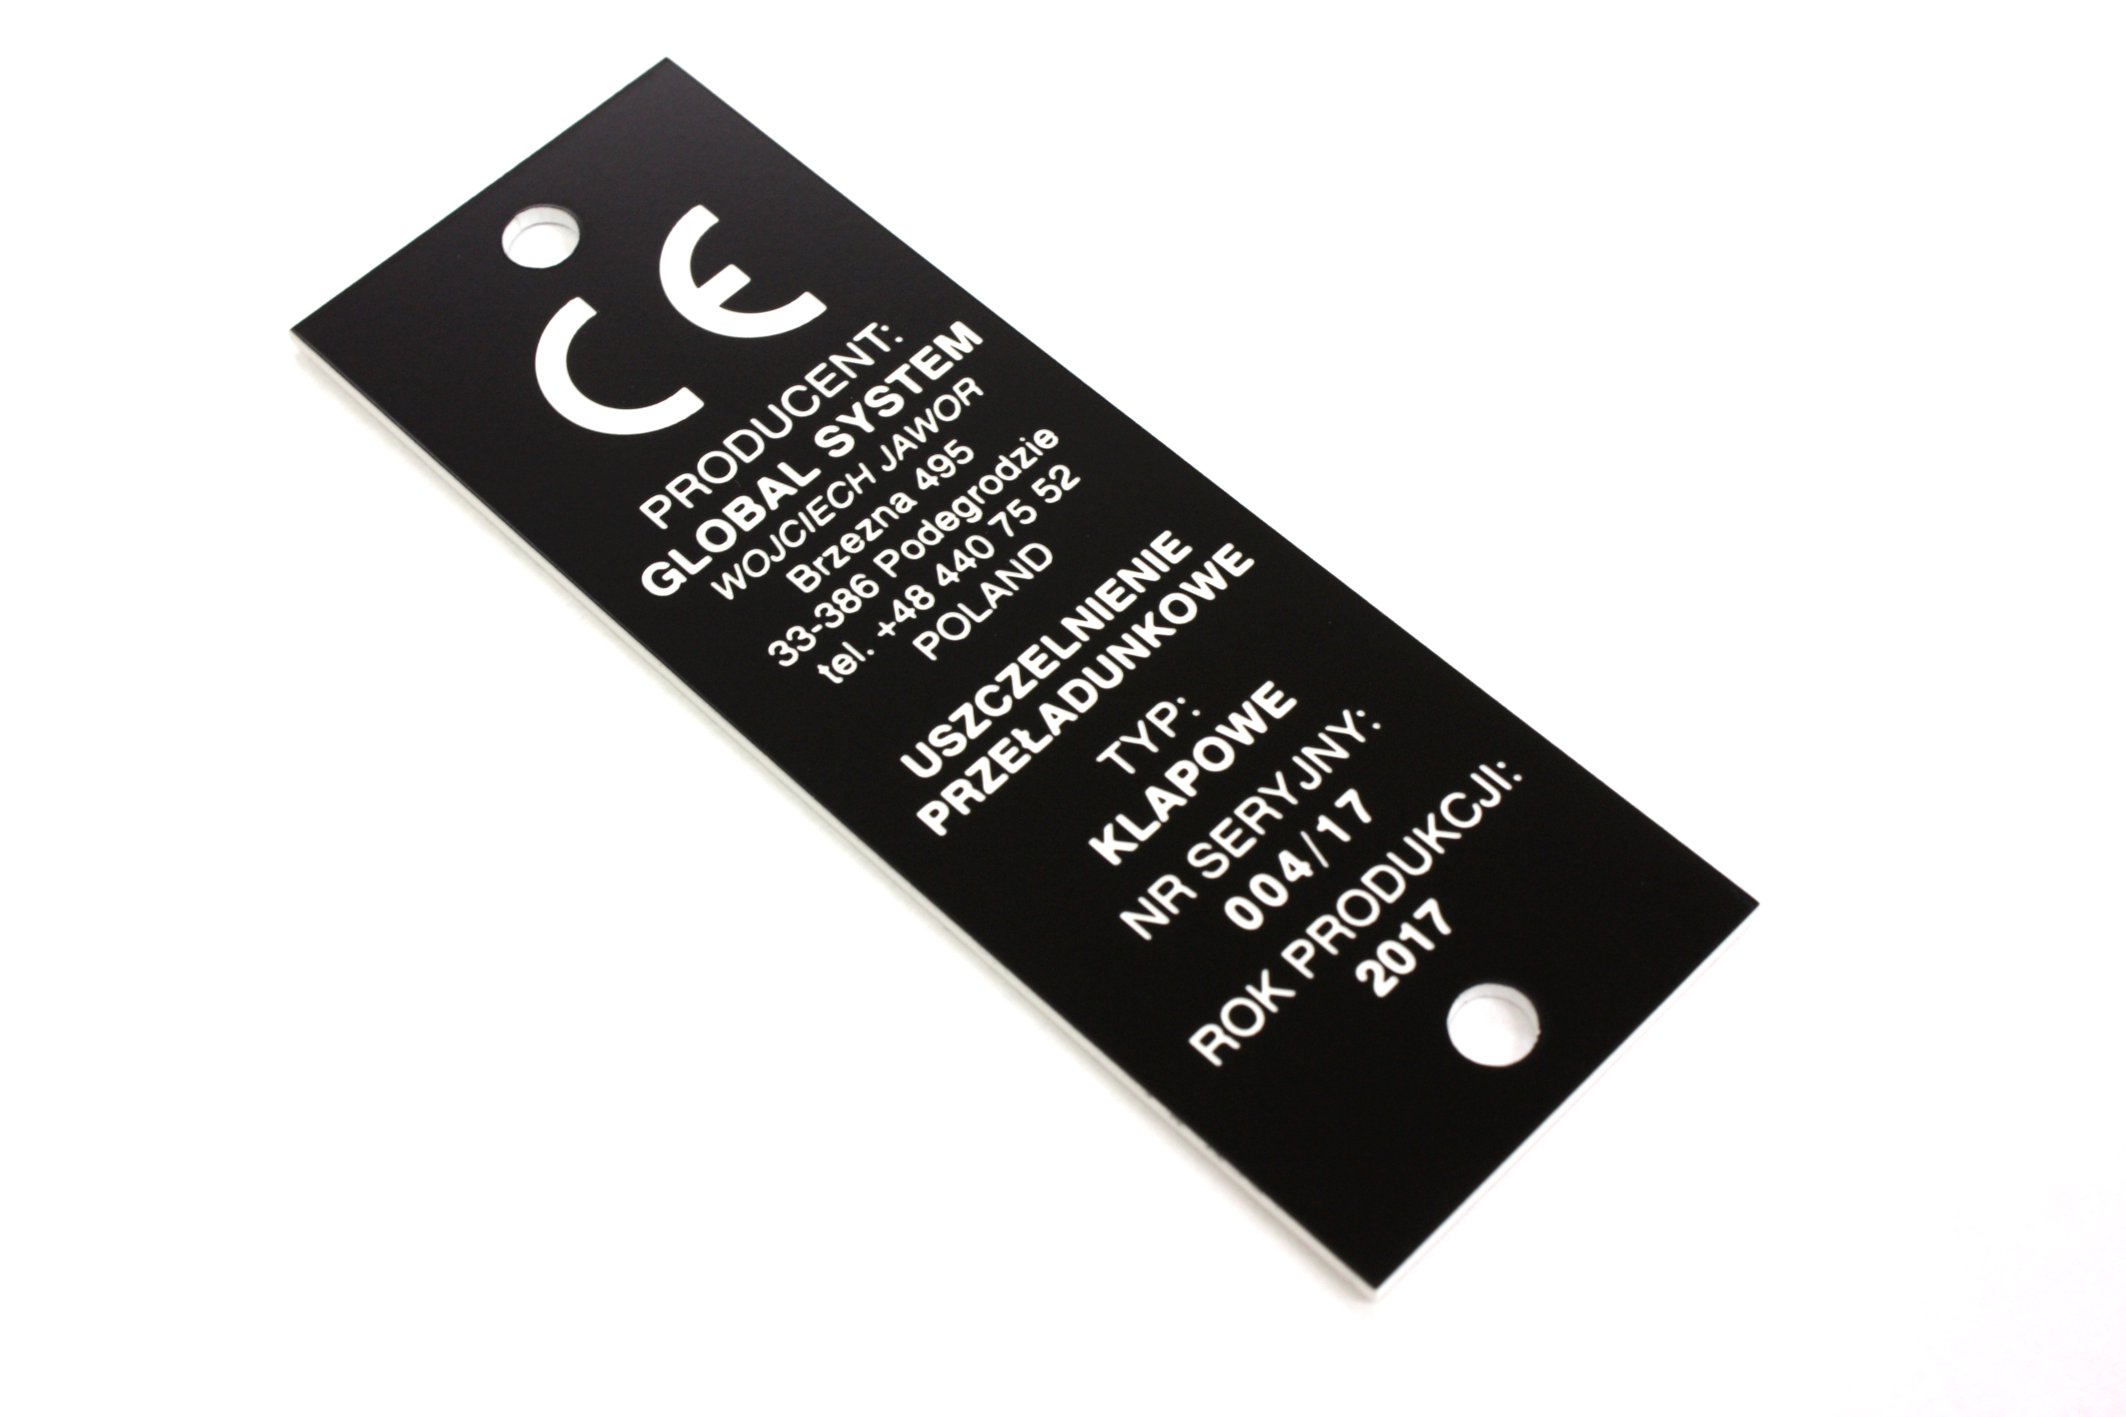 CE
PRODUCENT:
GLOBAL SYSTEM
WOJCIECH JAWOR
Brzezna 495
33-386 Podegrodzie
tel. +48 440 75 52
POLAND
USZCZELNIENIE
PRZEŁADUNKOWE
TYP:
KLAPOWE
NR SERYJNY:
004/17
ROK PRODUKCJI:
2017